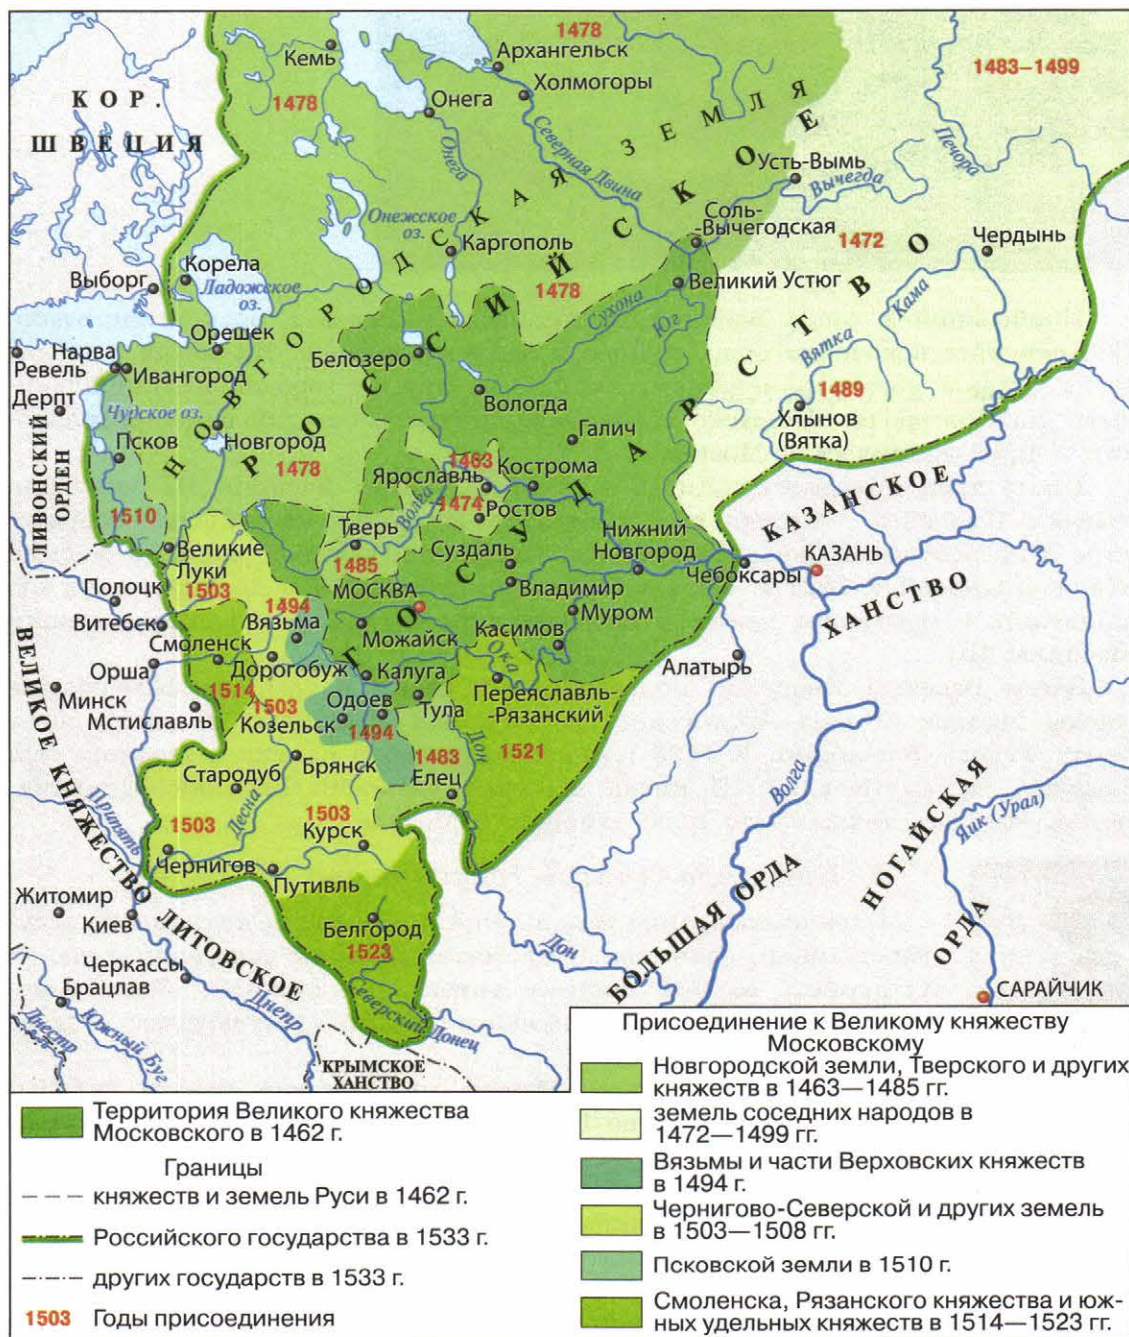 КОР.
ШВЕЦИЯ
Кемь
1478
Архангельск
1478
Холмогоры
1483–1499
Онега
Онега
Северная Двина
НОВГОРОДСКАЯ ЗЕМЛЯ
РОССИЙСКОЕ
ГОСУДАРСТВО
Усть-Вымь
Вычегда
Печора
Онежское
оз.
Каргополь
Соль-
-Вычегодская
1472
Чердынь
1478
Великий Устюг
Выборг
Корела
Ладожское
оз.
Сухона
Юг
Кама
Вятка
Орешек
Белозеро
Нарва
Ревель
Ивангород
Вологда
1489
Дерпт
Чудское оз.
Хлынов
(Вятка)
Псков
Новгород
Галич
1478
ЛИВОНСКИЙ
ОРДЕН
1463
Ярославль
Кострома
Волга
1474
Ростов
КАЗАНСКОЕ
ХАНСТВО
1510
Тверь
1485
Суздаль
Нижний
Новгород
КАЗАНЬ
Великие
Луки
Чебоксары
1503
МОСКВА
Владимир
Полоцк
1494
Вязьма
Муром
Витебск
Можайск
Касимов
Смоленск
Ока
Орша
Дорогобуж
Калуга
Алатырь
Минск
1514
Переяславль-
-Рязанский
Мстиславль
1503
Одоев
Тула
Козельск
1494
ВЕЛИКОЕ КНЯЖЕСТВО ЛИТОВСКОЕ
1483
Дон
1521
Брянск
Елец
Стародуб
Волга
Припять
Десна
1503
1503
Курск
Яик (Урал)
НОГАЙСКАЯ
ОРДА
Чернигов
Путивль
Житомир
Киев
БОЛЬШАЯ ОРДА
Белгород
1523
Дон
Черкассы
Брацлав
Днепр
Северский Донец
САРАЙЧИК
Днестр
Южный Буг
КРЫМСКОЕ
ХАНСТВО
Территория Великого княжества
Московского в 1462 г.
Границы
княжеств и земель Руси в 1462 г.
Российского государства в 1533 г.
других государств в 1533 г.
1503 Годы присоединения
Присоединение к Великому княжеству
Московскому
Новгородской земли, Тверского и других
княжеств в 1463—1485 гг.
земель соседних народов в
1472—1499 гг.
Вязьмы и части Верховских княжеств
в 1494 г.
Чернигово-Северской и других земель
в 1503—1508 гг.
Псковской земли в 1510 г.
Смоленска, Рязанского княжества и юж-
ных удельных княжеств в 1514—1523 гг.